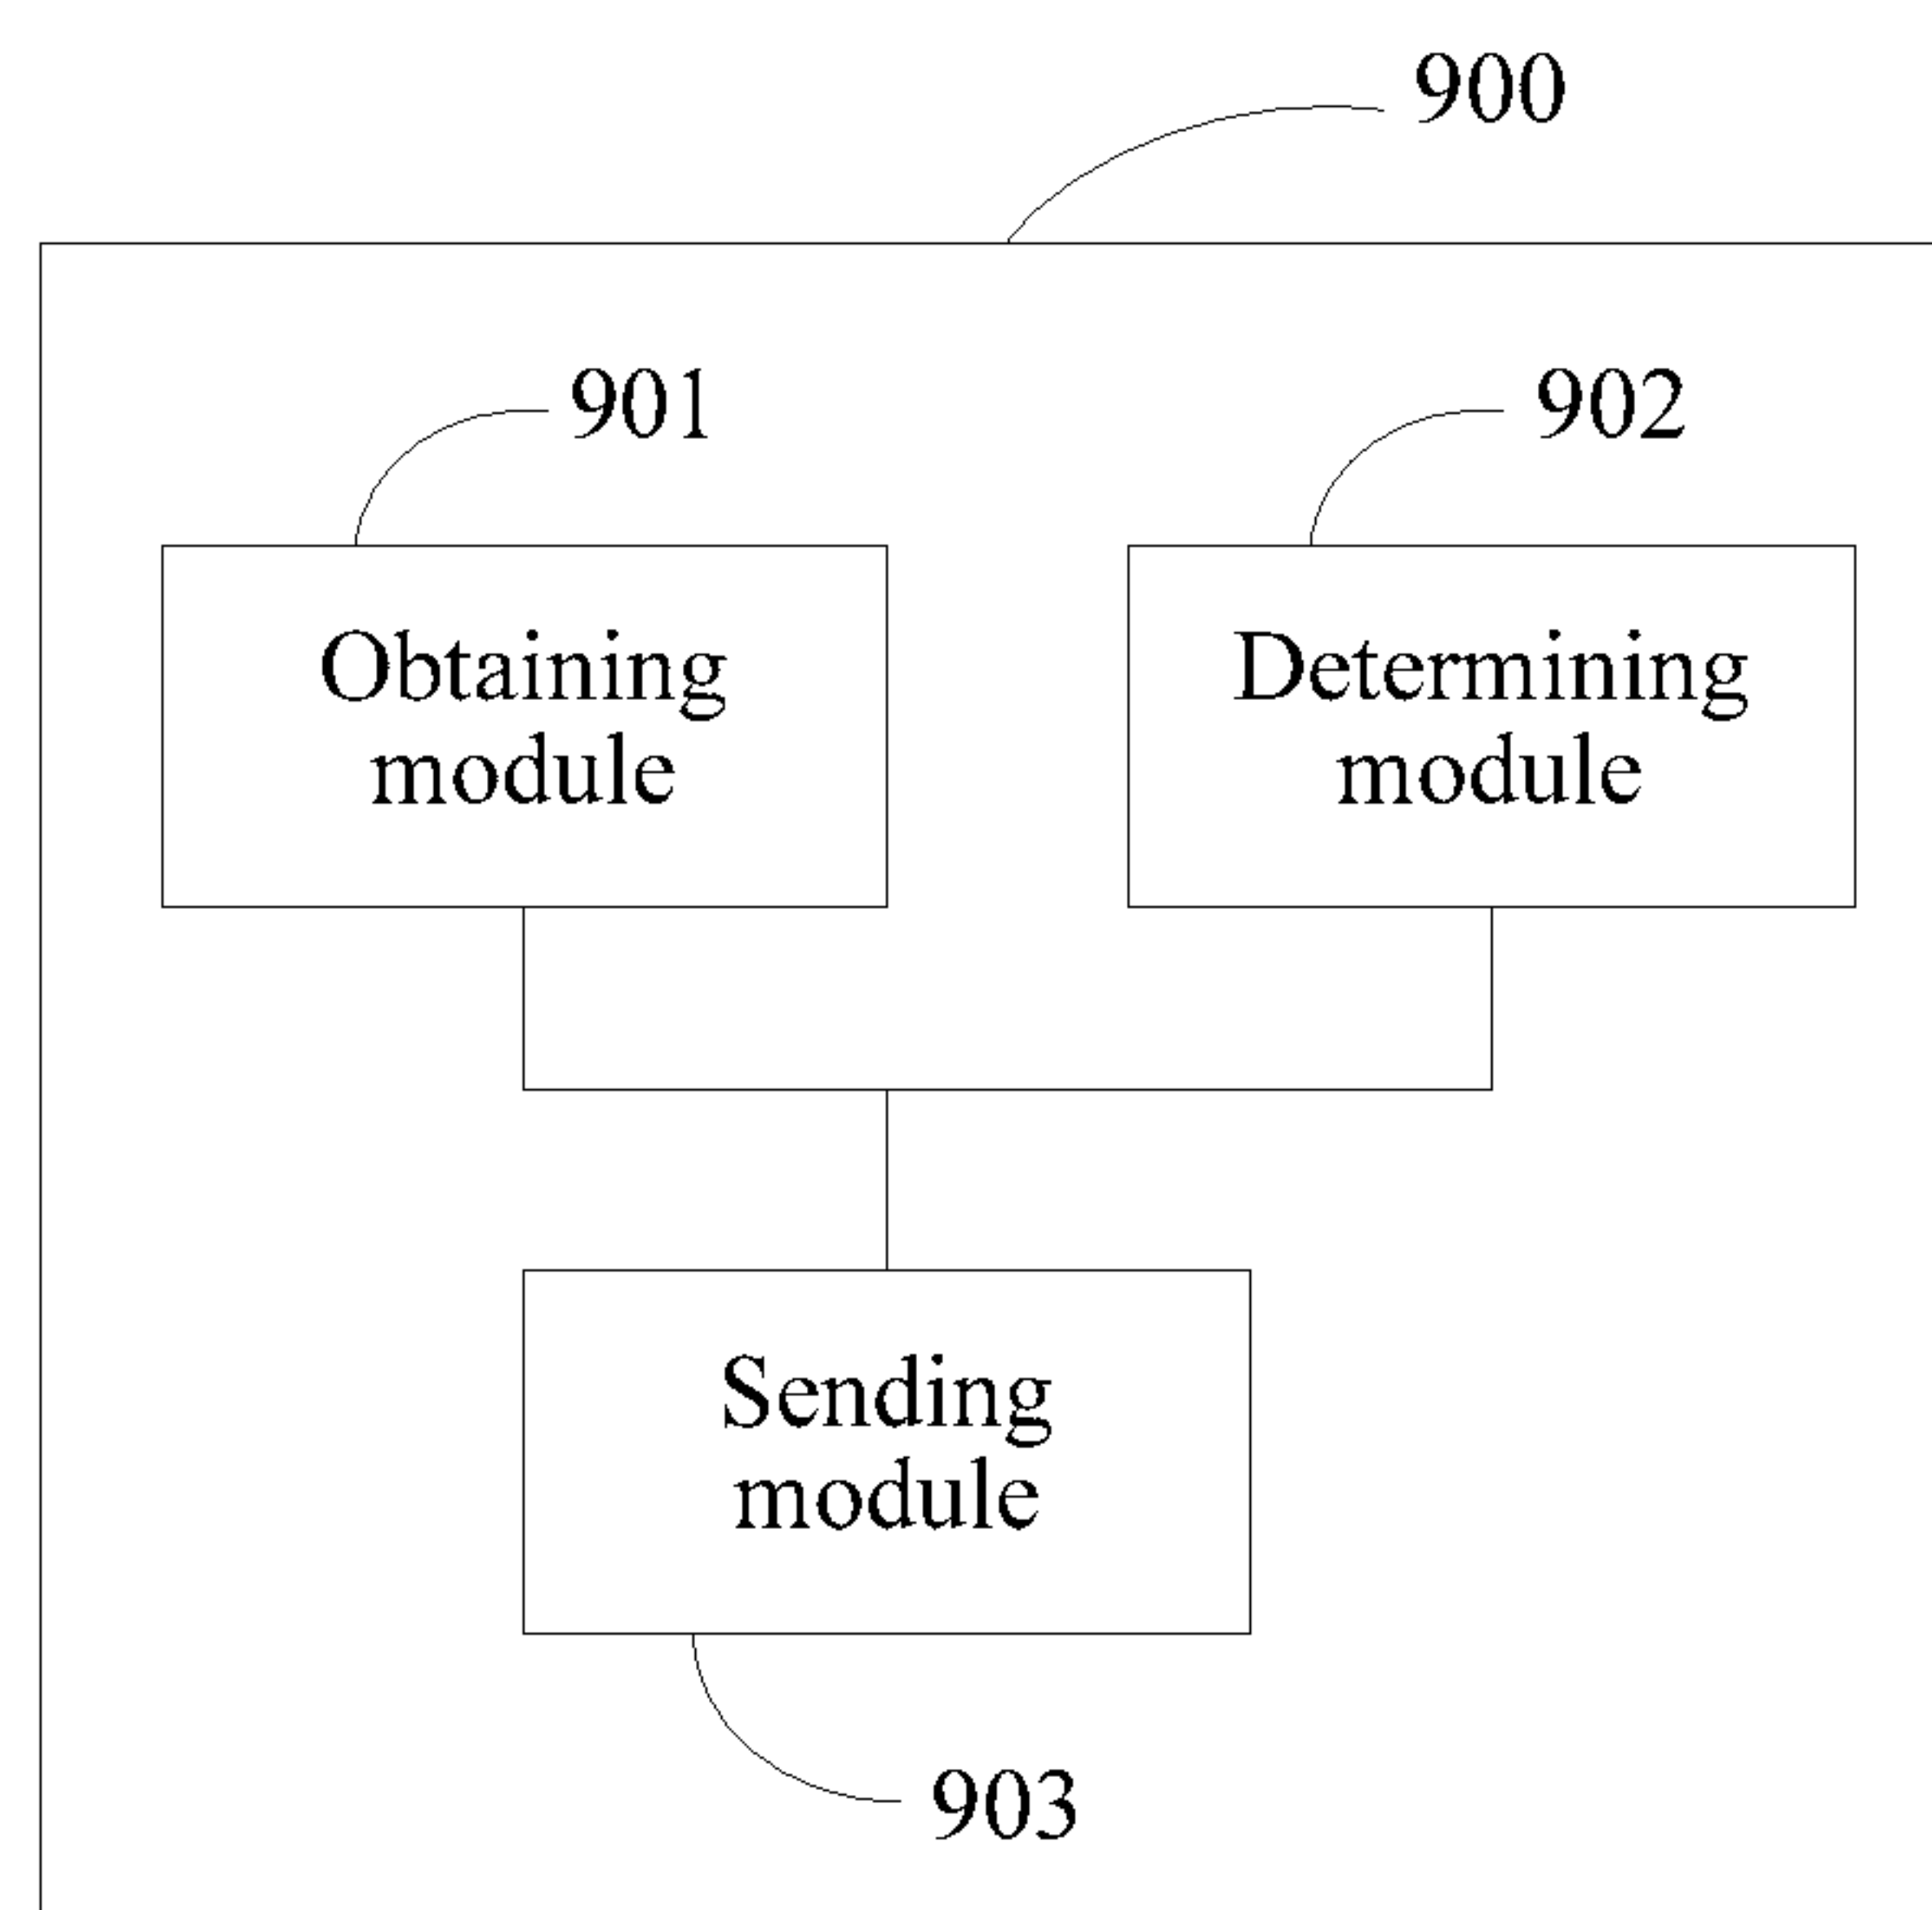 900
901
902
Obtaining
module
Determining
module
Sending
module
903